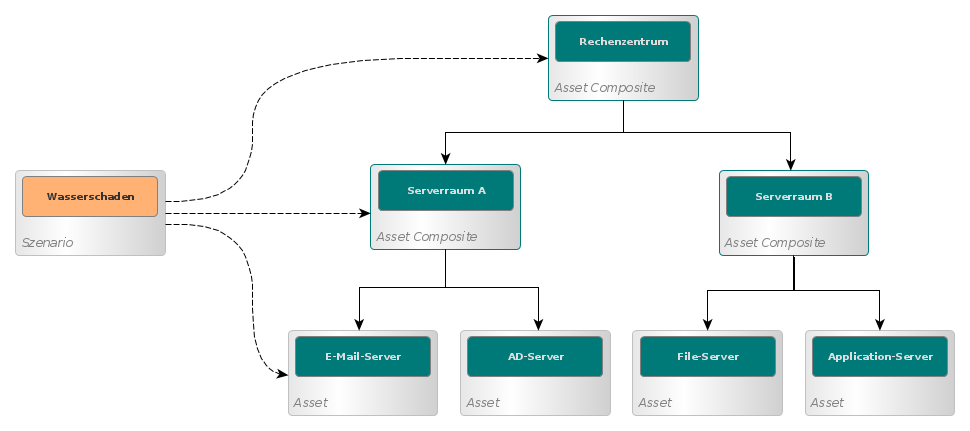 Rechenzentrum
Asset Composite
Wasserschaden
Szenario
Serverraum A
Asset Composite
Serverraum B
Asset Composite
E-Mail-Server
Asset
AD-Server
Asset
File-Server
Asset
Application-Server
Asset